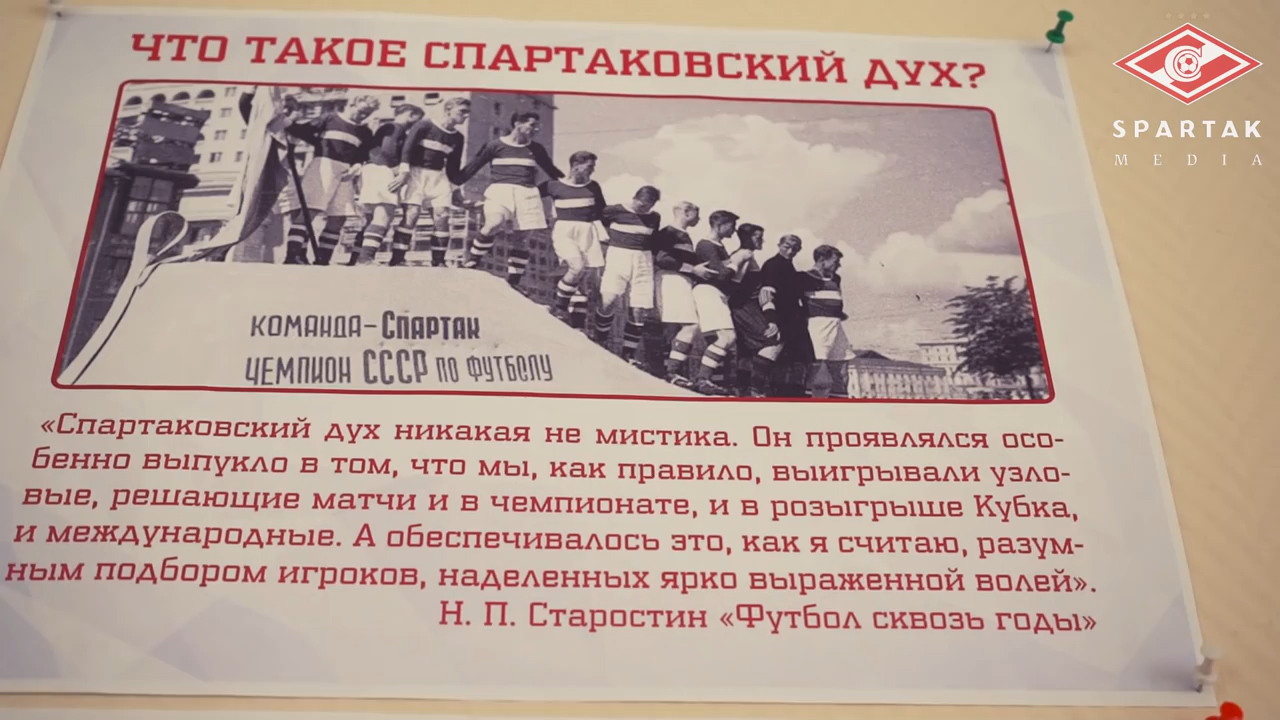 ЧТО ТАКОЕ СПАРТАКОВСКИЙ ДУХ?
SPARTAK
MEDIA
КОМАНДА-СПАРТАК
ЧЕМПИОН СССР ПО ФУТБОЛУ
«Спартаковский дух никакая не мистика. Он проявлялся осо-
бенно выпукло в том, что мы, как правило, выигрывали узло-
вые, решающие матчи и в чемпионате, и в розыгрыше Кубка,
и международные. А обеспечивалось это, как я считаю, разум-
ным подбором игроков, наделенных ярко выраженной волей».
Н. П. Старостин «Футбол сквозь годы»